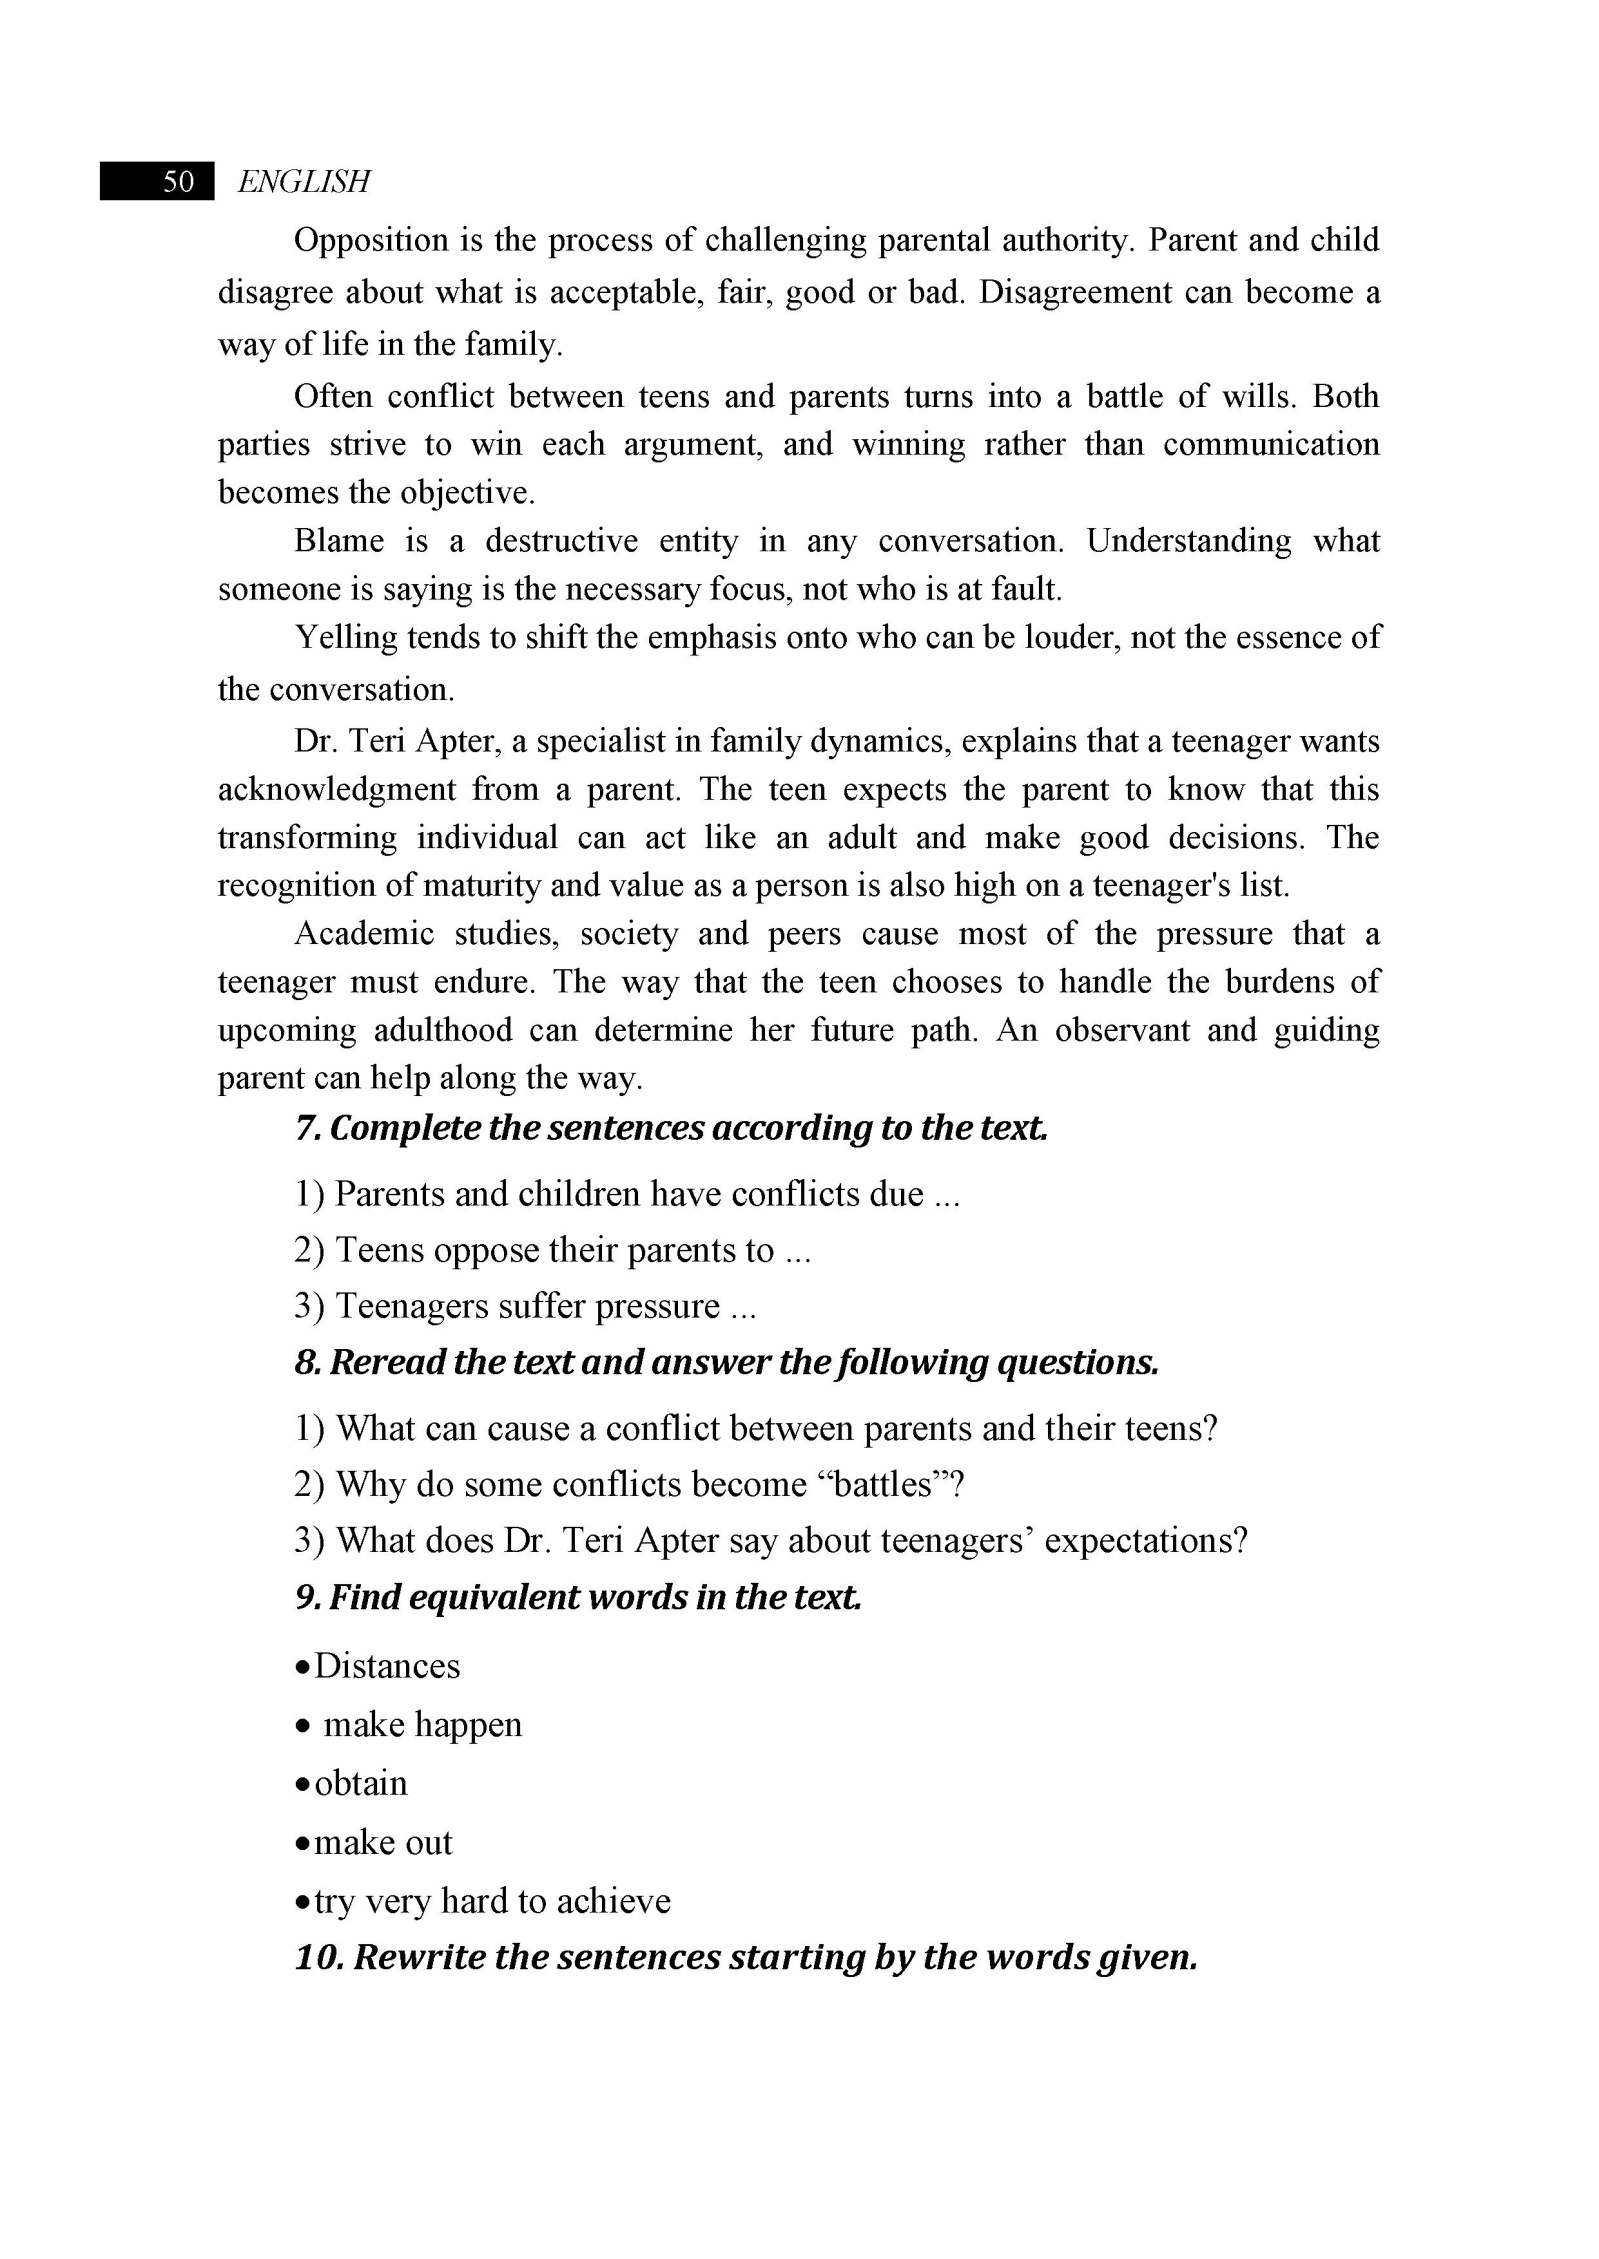 50 ENGLISH
Opposition is the process of challenging parental authority. Parent and child
disagree about what is acceptable, fair, good or bad. Disagreement can become a
way of life in the family.
Often conflict between teens and parents turns into a battle of wills. Both
parties strive to win each argument, and winning rather than communication
becomes the objective.
Blame is a destructive entity in any conversation. Understanding what
someone is saying is the necessary focus, not who is at fault.
Yelling tends to shift the emphasis onto who can be louder, not the essence of
the conversation.
Dr. Teri Apter, a specialist in family dynamics, explains that a teenager wants
acknowledgment from a parent. The teen expects the parent to know that this
transforming individual can act like an adult and make good decisions. The
recognition of maturity and value as a person is also high on a teenager's list.
Academic studies, society and peers cause most of the pressure that a
teenager must endure. The way that the teen chooses to handle the burdens of
upcoming adulthood can determine her future path. An observant and guiding
parent can help along the way.
7. Complete the sentences according to the text.
1) Parents and children have conflicts due ...
2) Teens oppose their parents to ...
3) Teenagers suffer pressure ...
8. Reread the text and answer the following questions.
1) What can cause a conflict between parents and their teens?
2) Why do some conflicts become “battles”?
3) What does Dr. Teri Apter say about teenagers’ expectations?
9. Find equivalent words in the text.
•Distances
• make happen
•obtain
•make out
•try very hard to achieve
10. Rewrite the sentences starting by the words given.